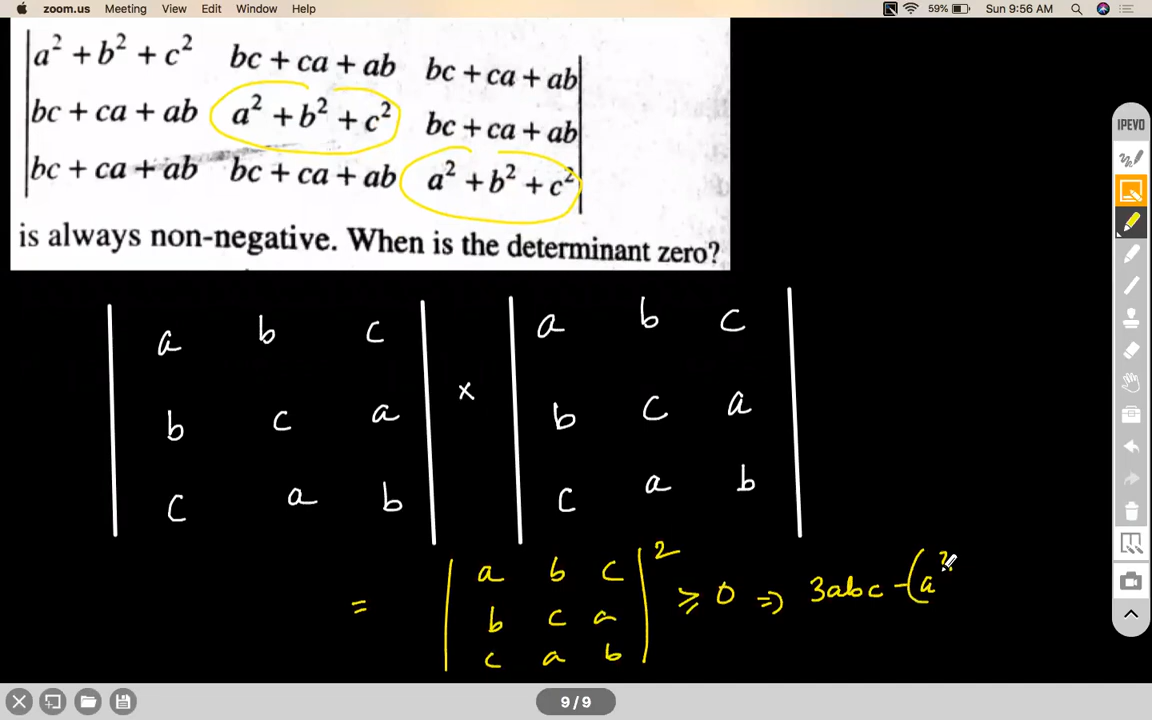 zoom.us Meeting View Edit Window Help 59% Sun 9:56 AM
|a² + b² + c² bc + ca + ab bc + ca + ab|
|bc + ca + ab a² + b² + c² bc + ca + ab|
|bc + ca + ab bc + ca + ab a² + b² + c²|
is always non-negative. When is the determinant zero?
| a b c | × | a b c |
| b c a | | b c a |
| c a b | | c a b |
= | a b c |² ≥ 0 ⇒ 3abc - (a
| b c a |
| c a b |
IPEVO
9 / 9